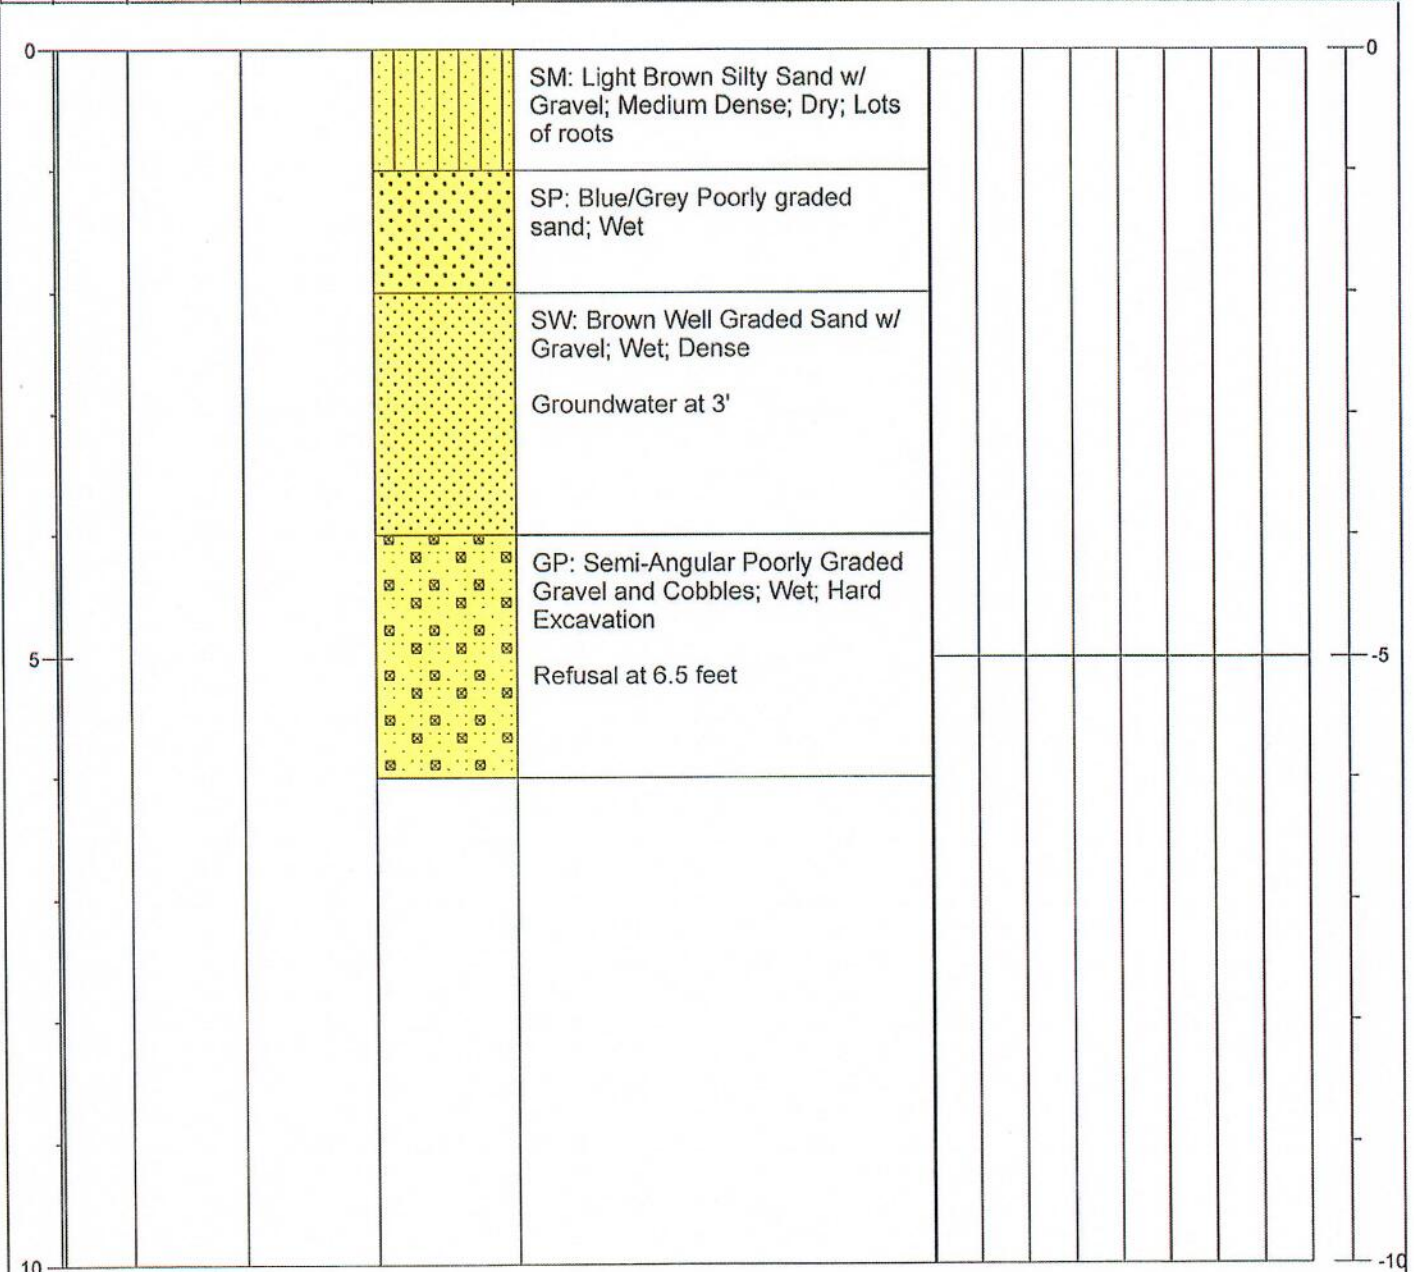 0
SM: Light Brown Silty Sand w/
Gravel; Medium Dense; Dry; Lots
of roots
0
SP: Blue/Grey Poorly graded
sand; Wet
SW: Brown Well Graded Sand w/
Gravel; Wet; Dense
Groundwater at 3'
GP: Semi-Angular Poorly Graded
Gravel and Cobbles; Wet; Hard
Excavation
5
-5
Refusal at 6.5 feet
10
-10